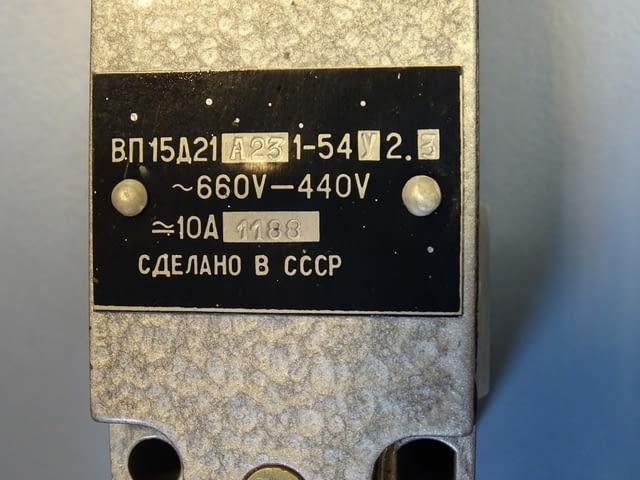 ВП15Д21А231-54У2.3
~660V—440V
≃10А 1188
СДЕЛАНО В СССР